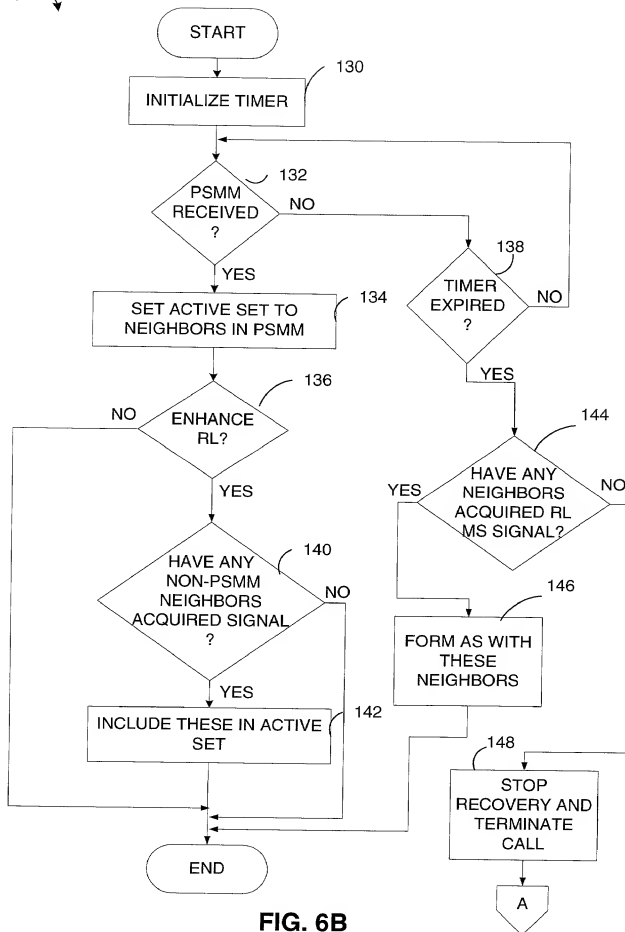 START
130
INITIALIZE TIMER
132
PSMM
RECEIVED
?
NO
YES
138
TIMER
EXPIRED
?
NO
YES
134
SET ACTIVE SET TO
NEIGHBORS IN PSMM
136
ENHANCE
RL?
NO
YES
144
HAVE ANY
NEIGHBORS
ACQUIRED RL
MS SIGNAL?
YES
NO
140
HAVE ANY
NON-PSMM
NEIGHBORS
ACQUIRED SIGNAL
?
NO
YES
146
FORM AS WITH
THESE
NEIGHBORS
142
INCLUDE THESE IN ACTIVE
SET
148
STOP
RECOVERY AND
TERMINATE
CALL
END
A
FIG. 6B